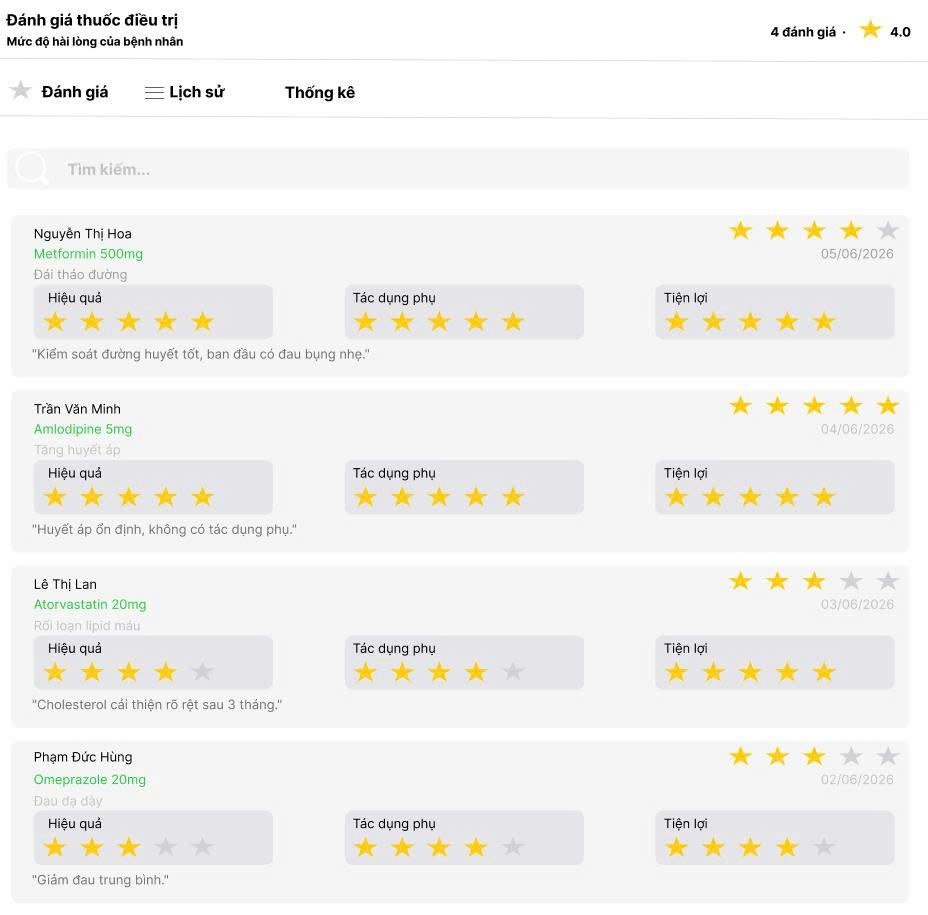 Đánh giá thuốc điều trị
Mức độ hài lòng của bệnh nhân
4 đánh giá · 4.0
Đánh giá Lịch sử Thống kê
Tìm kiếm...
Nguyễn Thị Hoa
Metformin 500mg
05/06/2026
Đái tháo đường
Hiệu quả Tác dụng phụ Tiện lợi
"Kiểm soát đường huyết tốt, ban đầu có đau bụng nhẹ."
Trần Văn Minh
Amlodipine 5mg
04/06/2026
Tăng huyết áp
Hiệu quả Tác dụng phụ Tiện lợi
"Huyết áp ổn định, không có tác dụng phụ."
Lê Thị Lan
Atorvastatin 20mg
03/06/2026
Rối loạn lipid máu
Hiệu quả Tác dụng phụ Tiện lợi
"Cholesterol cải thiện rõ rệt sau 3 tháng."
Phạm Đức Hùng
Omeprazole 20mg
02/06/2026
Đau dạ dày
Hiệu quả Tác dụng phụ Tiện lợi
"Giảm đau trung bình."